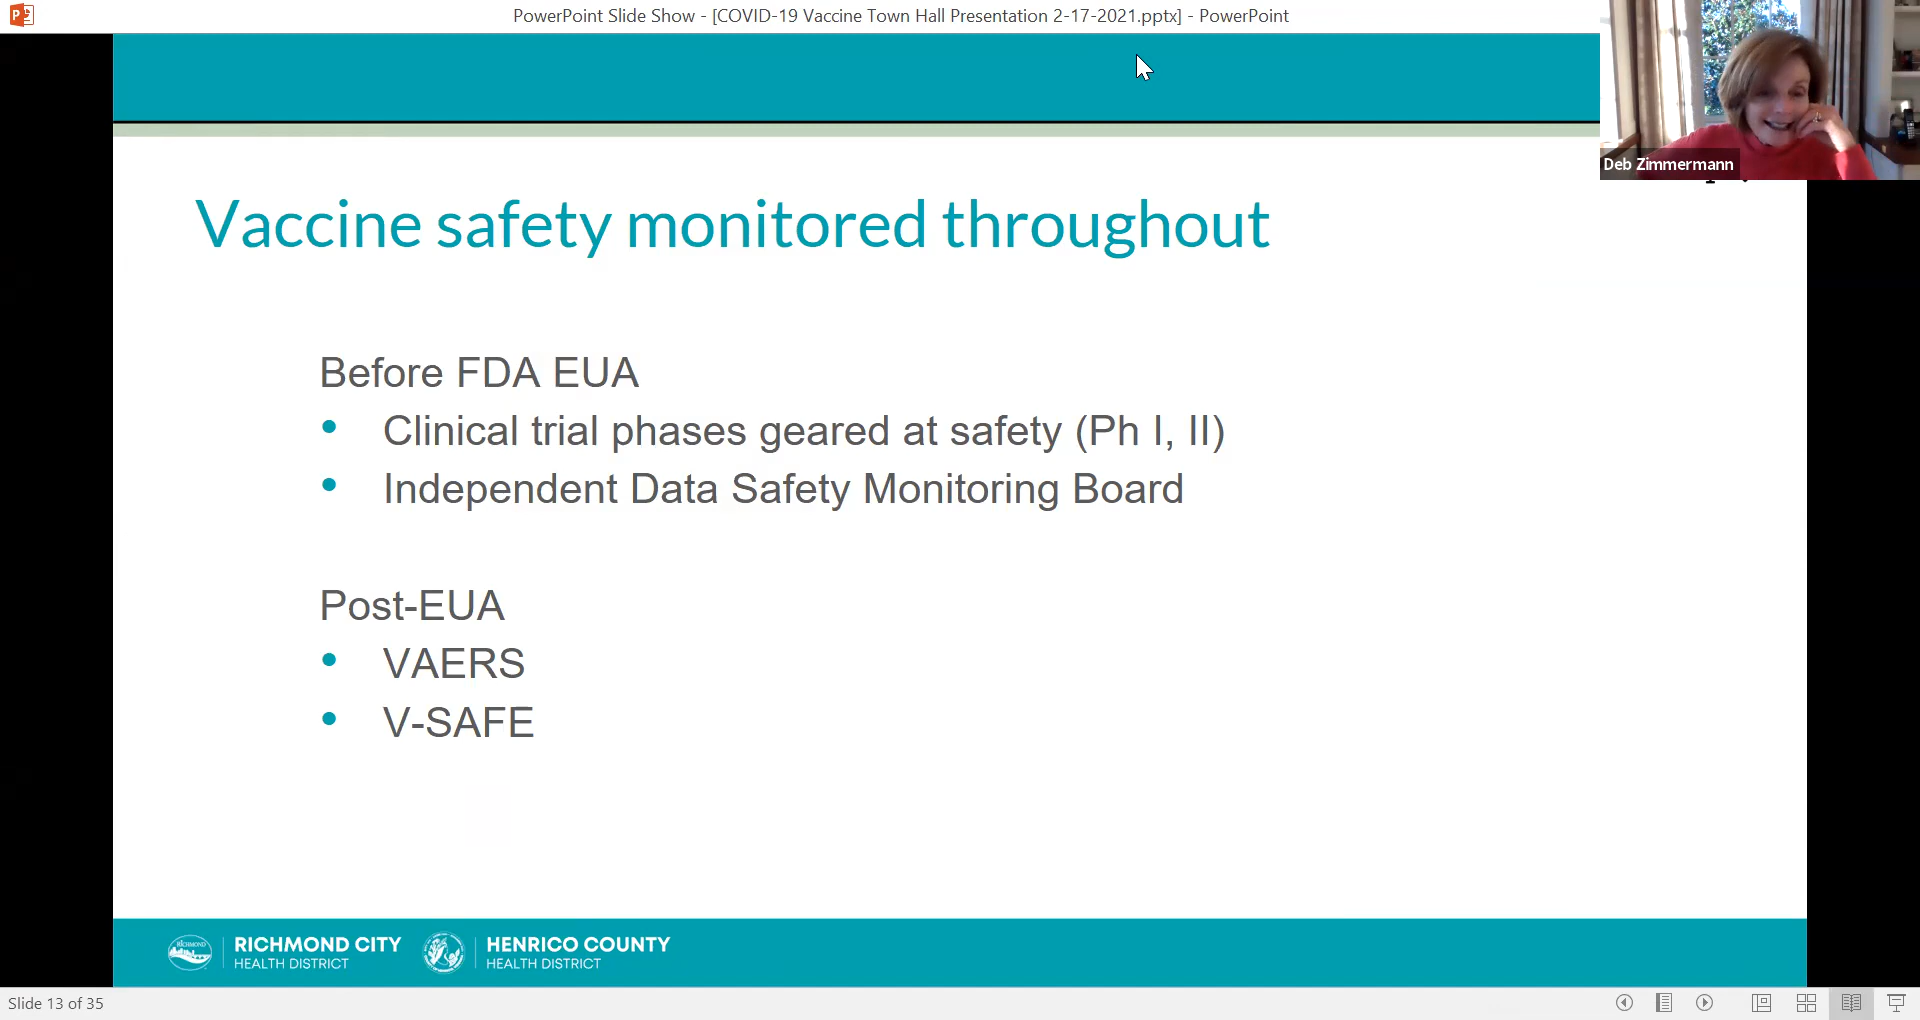 PowerPoint Slide Show - [COVID-19 Vaccine Town Hall Presentation 2-17-2021.pptx] - PowerPoint
Deb Zimmermann
Vaccine safety monitored throughout
Before FDA EUA
• Clinical trial phases geared at safety (Ph I, II)
• Independent Data Safety Monitoring Board
Post-EUA
• VAERS
• V-SAFE
RICHMOND
RICHMOND CITY
HEALTH DISTRICT
HENRICO COUNTY
HEALTH DISTRICT
Slide 13 of 35